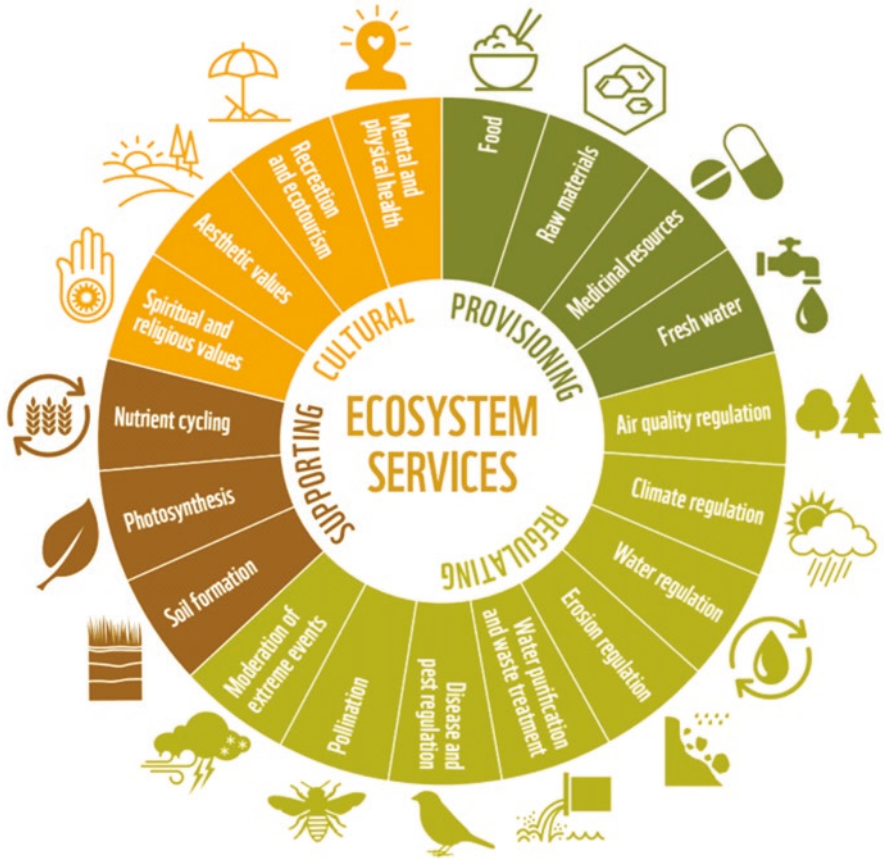 ECOSYSTEM
SERVICES
PROVISIONING
Food
Raw materials
Medicinal resources
Fresh water
REGULATING
Air quality regulation
Climate regulation
Water regulation
Erosion regulation
Water purification
and waste treatment
Disease and
pest regulation
Pollination
Moderation of
extreme events
SUPPORTING
Soil formation
Photosynthesis
Nutrient cycling
CULTURAL
Spiritual and
religious values
Aesthetic values
Recreation
and ecotourism
Mental and
physical health